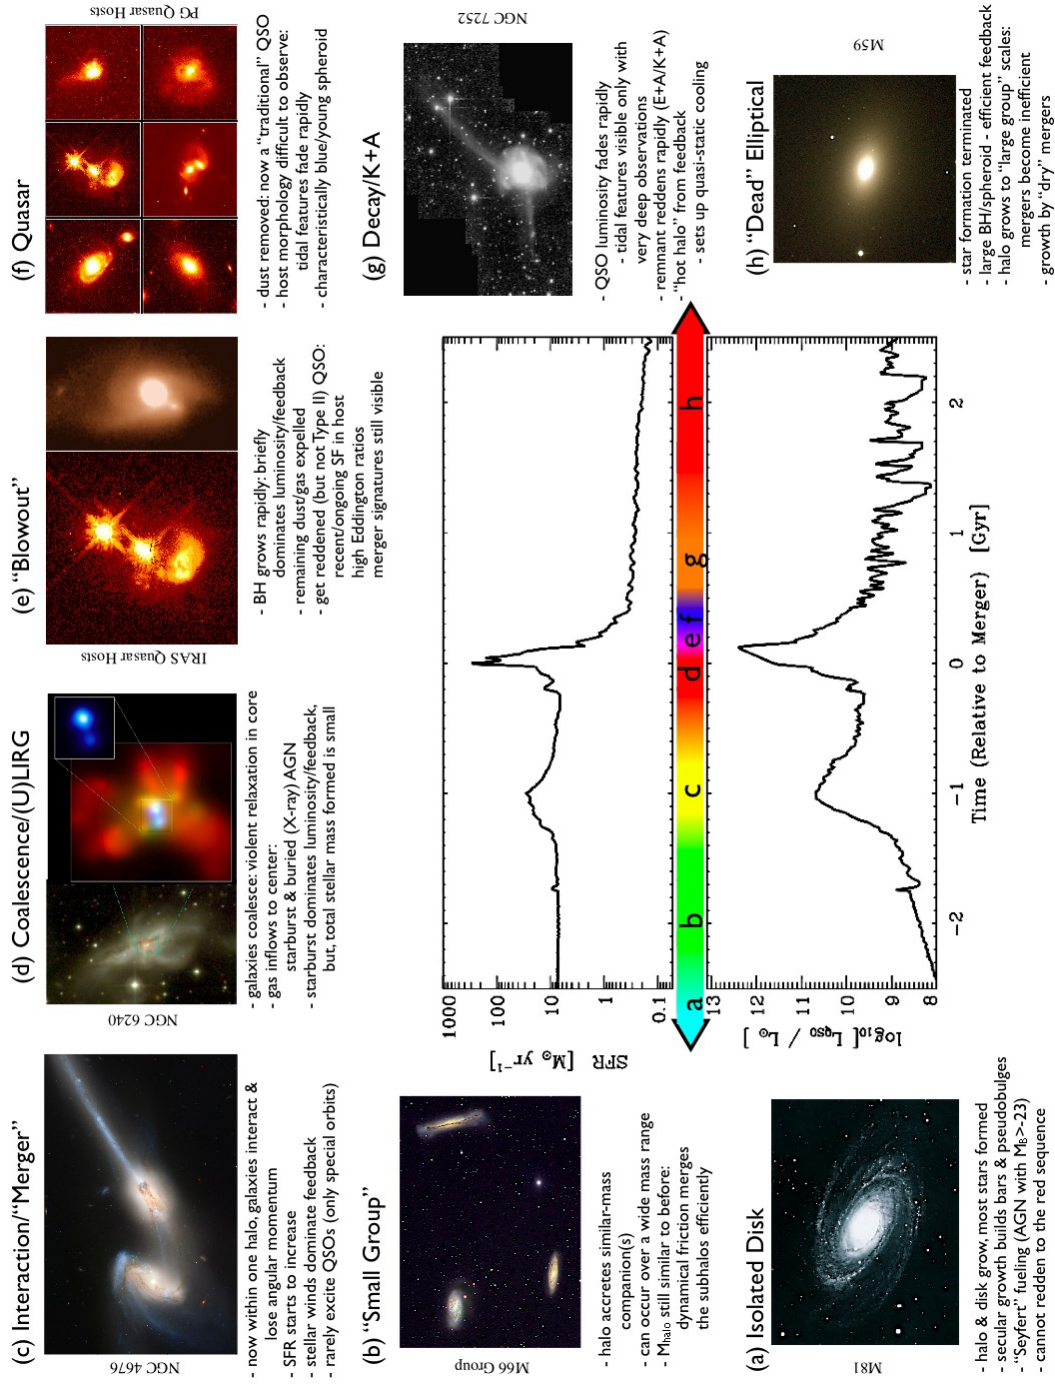 (c) Interaction/“Merger”
NGC 4676
- now within one halo, galaxies interact &
lose angular momentum
- SFR starts to increase
- stellar winds dominate feedback
- rarely excite QSOs (only special orbits)
(d) Coalescence/(U)LIRG
NGC 6240
- galaxies coalesce: violent relaxation in core
- gas inflows to center:
starburst & buried (X-ray) AGN
- starburst dominates luminosity/feedback,
but, total stellar mass formed is small
(e) “Blowout”
IRAS Quasar Hosts
- BH grows rapidly: briefly
dominates luminosity/feedback
- remaining dust/gas expelled
- get reddened (but not Type II) QSO:
recent/ongoing SF in host
high Eddington ratios
merger signatures still visible
(f) Quasar
PG Quasar Hosts
- dust removed: now a “traditional” QSO
- host morphology difficult to observe:
tidal features fade rapidly
- characteristically blue/young spheroid
(b) “Small Group”
M66 Group
- halo accretes similar-mass
companion(s)
- can occur over a wide mass range
- Mhalo still similar to before:
dynamical friction merges
the subhalos efficiently
(a) Isolated Disk
M81
- halo & disk grow, most stars formed
- secular growth builds bars & pseudobulges
- “Seyfert” fueling (AGN with MB>-23)
- cannot redden to the red sequence
SFR [M⊙ yr⁻¹]
1000
100
10
1
0.1
a b c d e f g h
log10[ LQSO / L⊙ ]
13
12
11
10
9
8
-2 -1 0 1 2
Time (Relative to Merger) [Gyr]
(g) Decay/K+A
NGC 7252
- QSO luminosity fades rapidly
- tidal features visible only with
very deep observations
- remnant reddens rapidly (E+A/K+A)
- “hot halo” from feedback
- sets up quasi-static cooling
(h) “Dead” Elliptical
M59
- star formation terminated
- large BH/spheroid - efficient feedback
- halo grows to “large group” scales:
mergers become inefficient
- growth by “dry” mergers